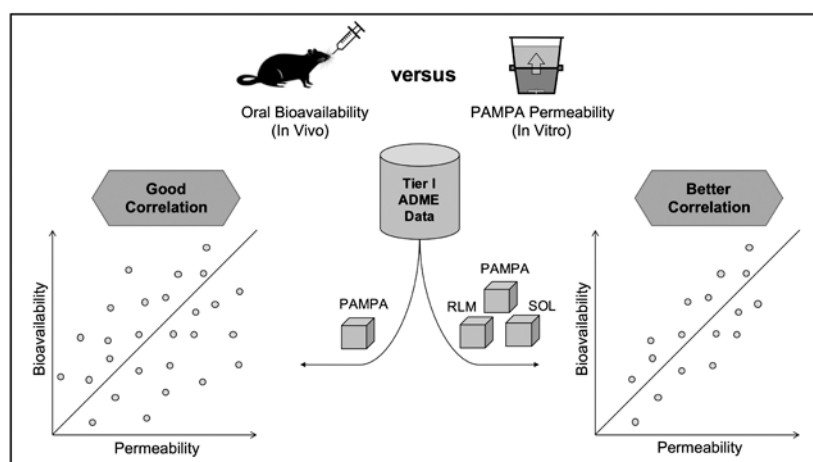 versus
Oral Bioavailability
(In Vivo)
PAMPA Permeability
(In Vitro)
Good
Correlation
Tier I
ADME
Data
Better
Correlation
Bioavailability
Permeability
PAMPA
PAMPA
RLM
SOL
Bioavailability
Permeability